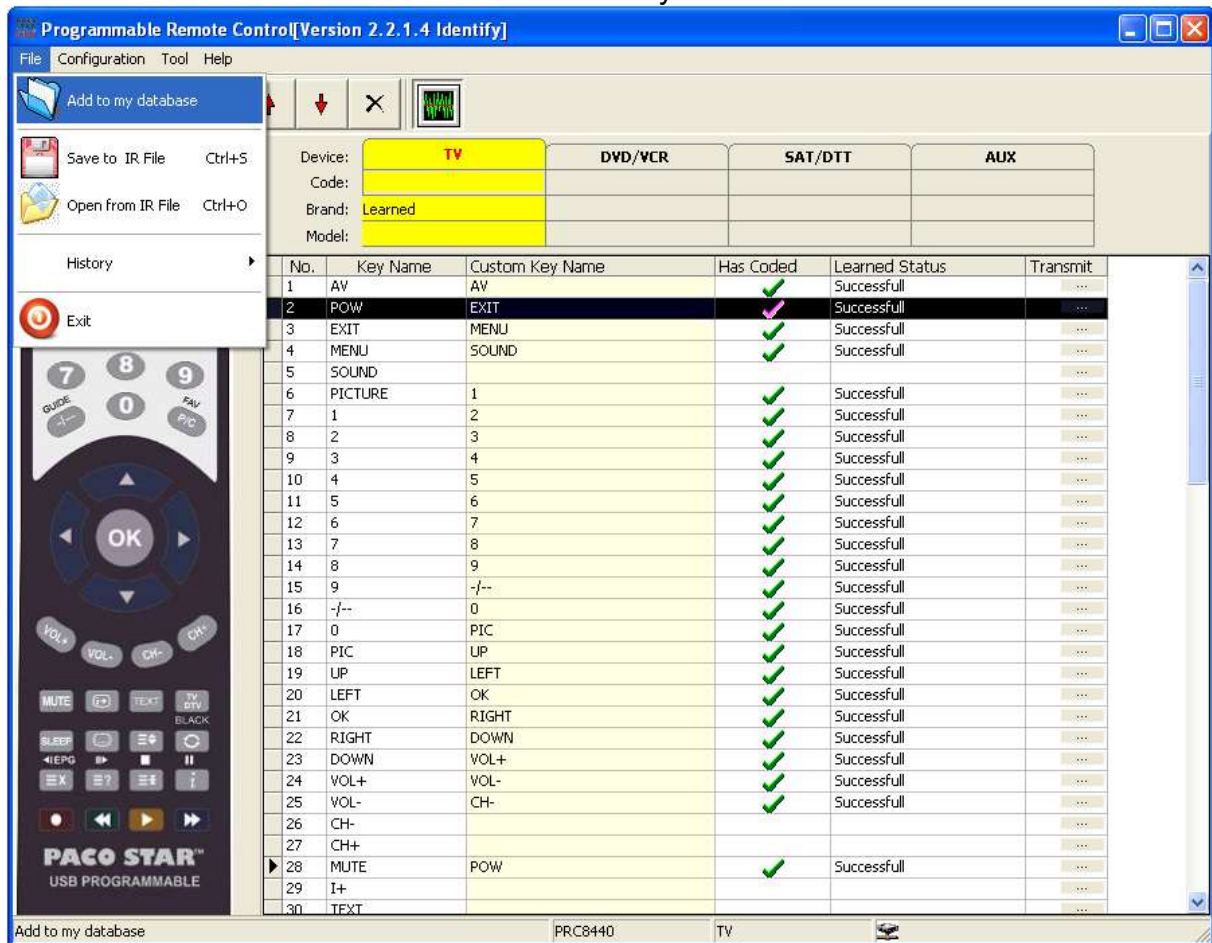 Programmable Remote Control[Version 2.2.1.4 Identify]
File Configuration Tool Help
Add to my database
Save to IR File Ctrl+S
Open from IR File Ctrl+O
History
Exit
Device: TV DVD/VCR SAT/DTT AUX
Code:
Brand: Learned
Model:
No. Key Name Custom Key Name Has Coded Learned Status Transmit
1 AV AV Successfull ...
2 POW EXIT Successfull ...
3 EXIT MENU Successfull ...
4 MENU SOUND Successfull ...
5 SOUND ...
6 PICTURE 1 Successfull ...
7 1 2 Successfull ...
8 2 3 Successfull ...
9 3 4 Successfull ...
10 4 5 Successfull ...
11 5 6 Successfull ...
12 6 7 Successfull ...
13 7 8 Successfull ...
14 8 9 Successfull ...
15 9 -/-- Successfull ...
16 -/-- 0 Successfull ...
17 0 PIC Successfull ...
18 PIC UP Successfull ...
19 UP LEFT Successfull ...
20 LEFT OK Successfull ...
21 OK RIGHT Successfull ...
22 RIGHT DOWN Successfull ...
23 DOWN VOL+ Successfull ...
24 VOL+ VOL- Successfull ...
25 VOL- CH- Successfull ...
26 CH- ...
27 CH+ ...
28 MUTE POW Successfull ...
29 I+ ...
30 TEXT ...
7 8 9
GUIDE -/-- 0 FAV P/C
OK
VOL+ VOL- CH- CH+
MUTE TEXT TV DTV
BLACK
SLEEP
EPG
i
PACO STAR™
USB PROGRAMMABLE
Add to my database PRC8440 TV